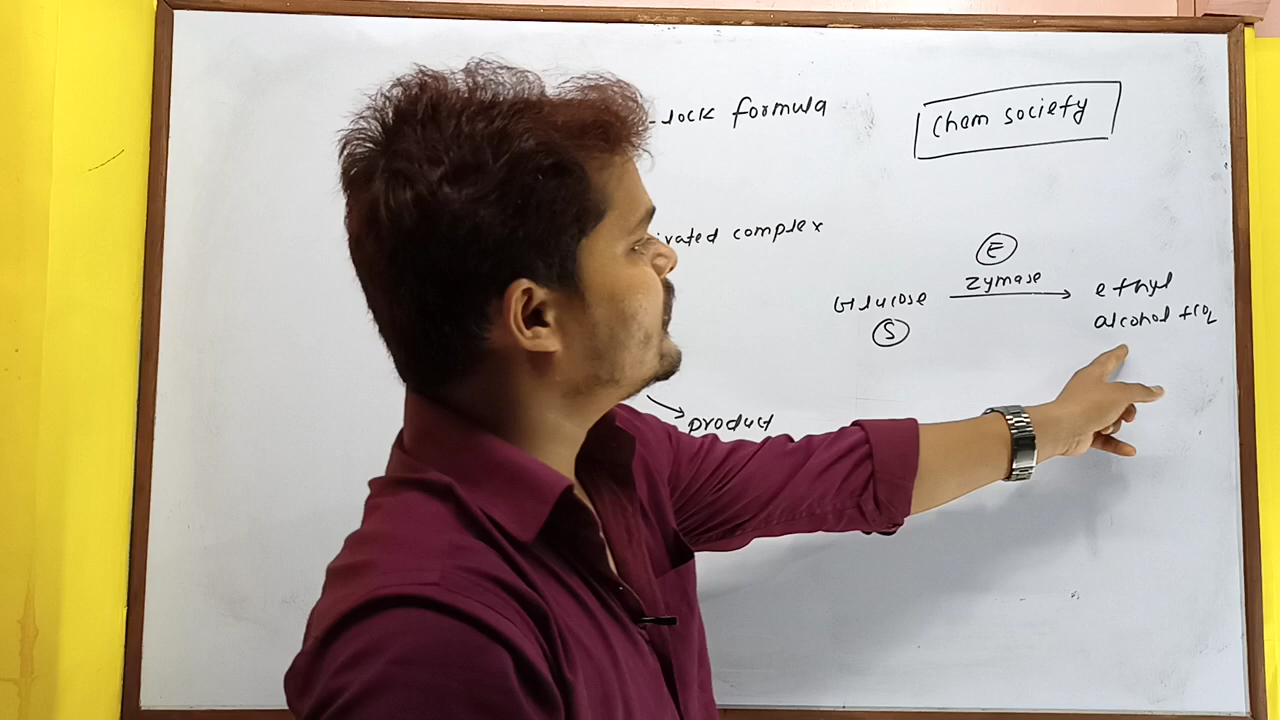 -lock formula
Chem society
ivated complex
E
Zymase
Glucose
ethyl
alcohol + CO2
S
product